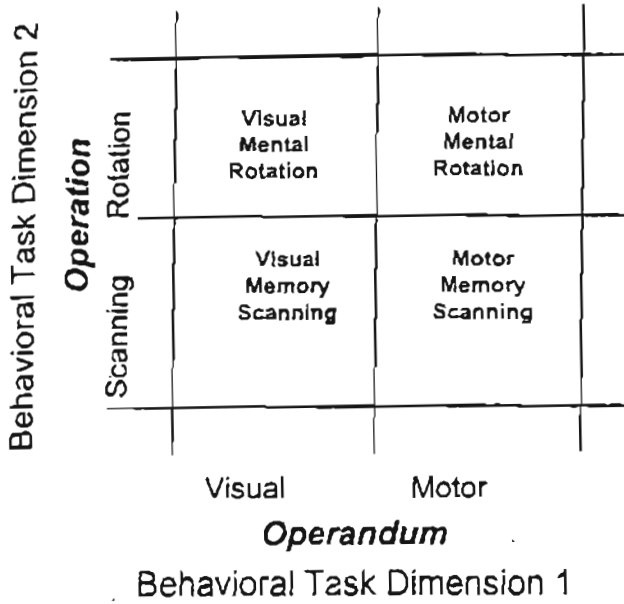 Behavioral Task Dimension 2
Operation
Rotation
Scanning
Visual
Mental
Rotation
Motor
Mental
Rotation
Visual
Memory
Scanning
Motor
Memory
Scanning
Visual
Motor
Operandum
Behavioral Task Dimension 1